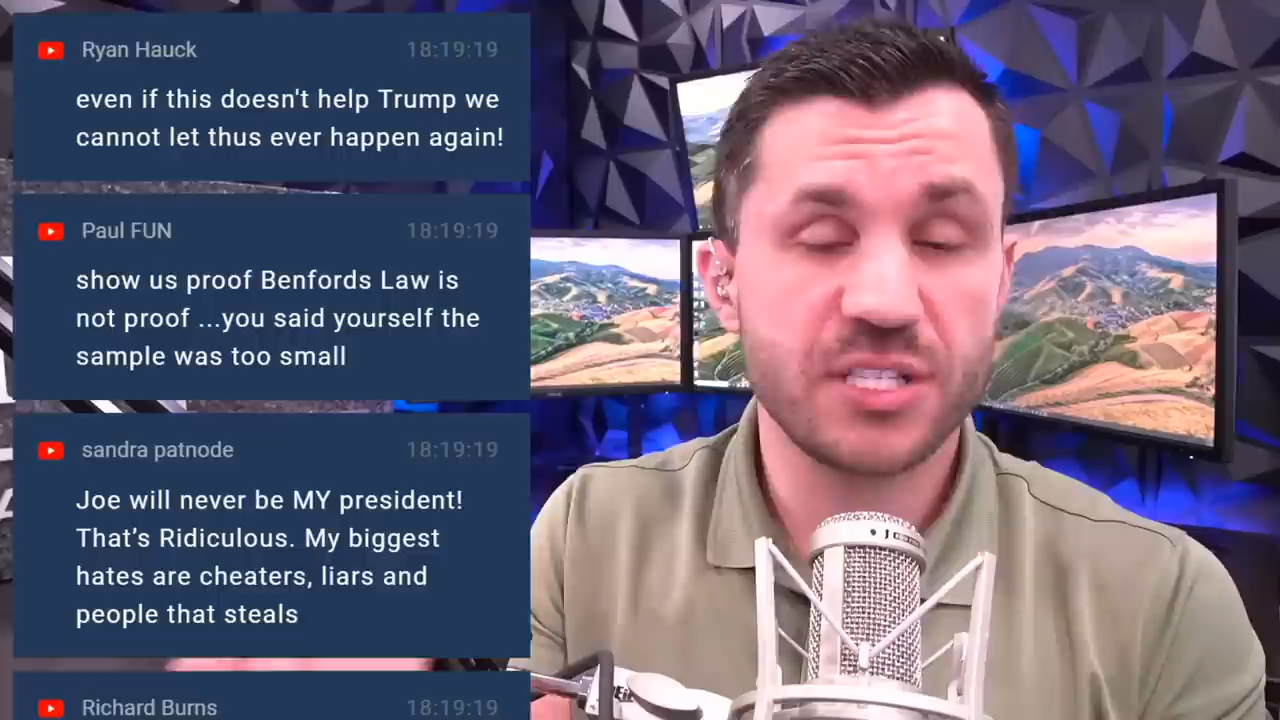 Ryan Hauck 18:19:19
even if this doesn't help Trump we
cannot let thus ever happen again!
Paul FUN 18:19:19
show us proof Benfords Law is
not proof ...you said yourself the
sample was too small
sandra patnode 18:19:19
Joe will never be MY president!
That's Ridiculous. My biggest
hates are cheaters, liars and
people that steals
Richard Burns 18:19:19